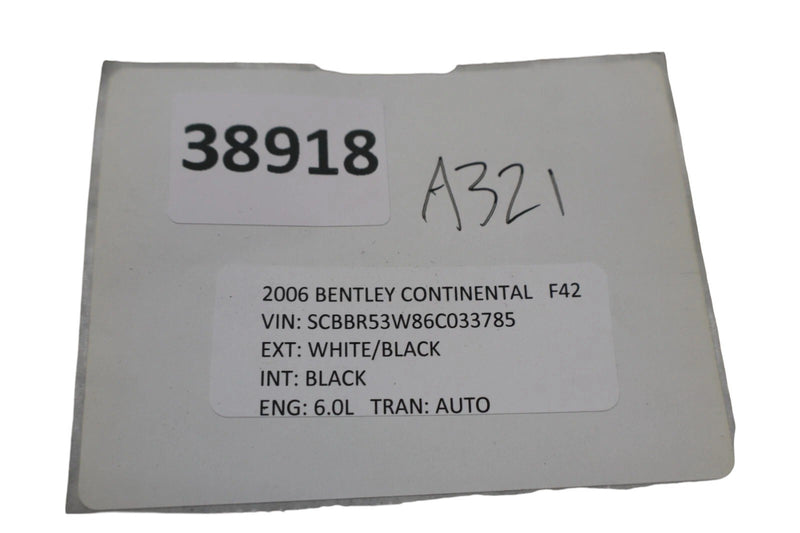 38918
A321
2006 BENTLEY CONTINENTAL F42
VIN: SCBBR53W86C033785
EXT: WHITE/BLACK
INT: BLACK
ENG: 6.0L TRAN: AUTO